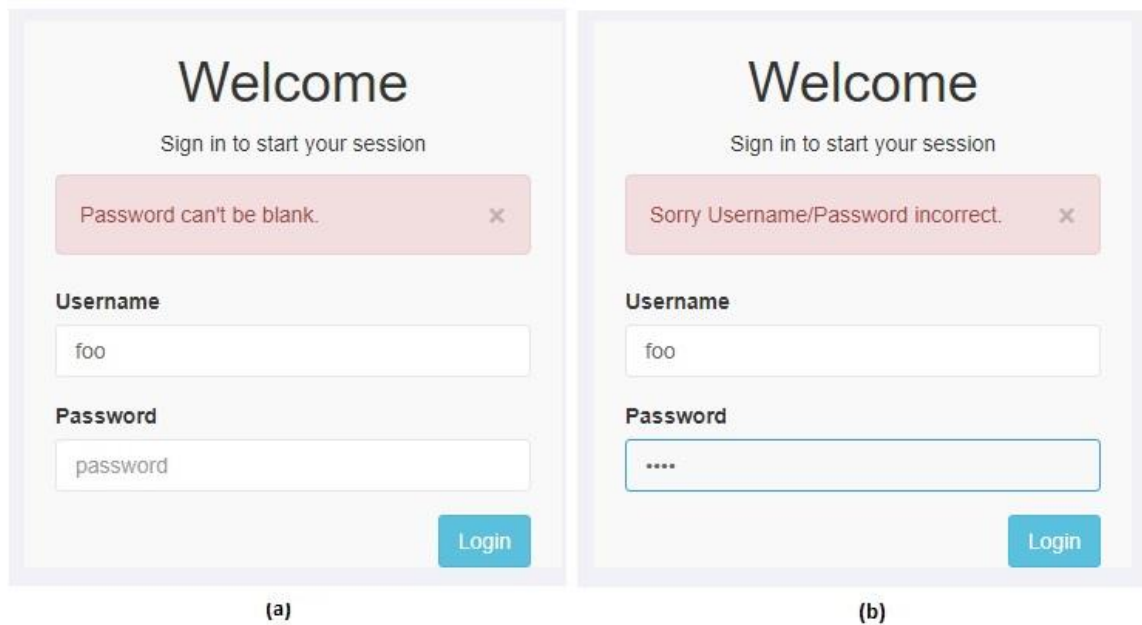 Welcome
Sign in to start your session
Password can't be blank. ×
Username
foo
Password
password
Login
(a)
Welcome
Sign in to start your session
Sorry Username/Password incorrect. ×
Username
foo
Password
••••
Login
(b)